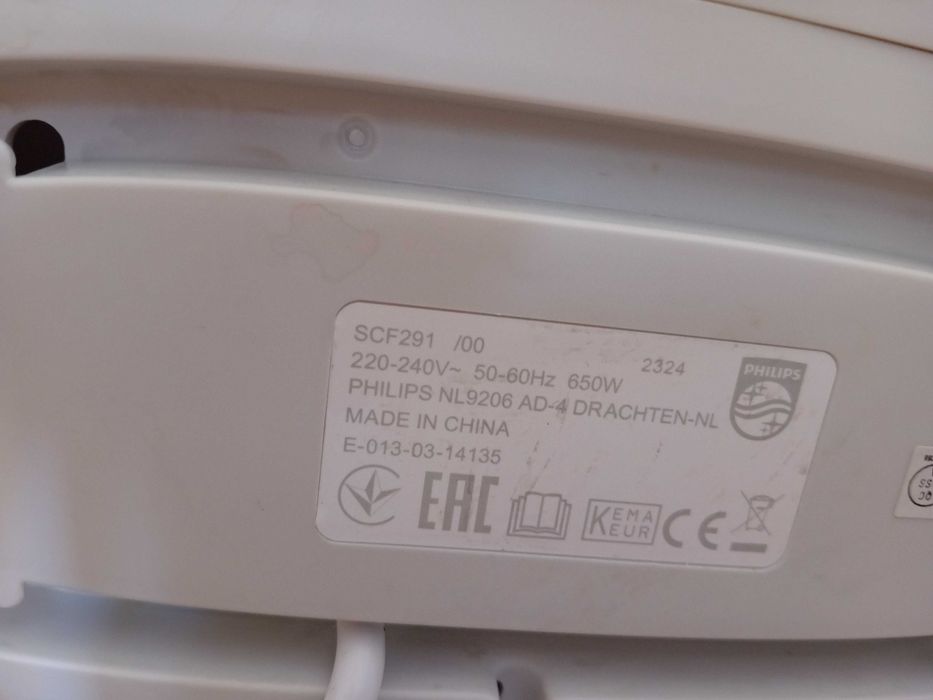 SCF291 /00
220-240V~ 50-60Hz 650W 2324
PHILIPS NL9206 AD-4 DRACHTEN-NL
MADE IN CHINA
E-013-03-14135
PHILIPS
EAC
KEMA
KEUR
CE